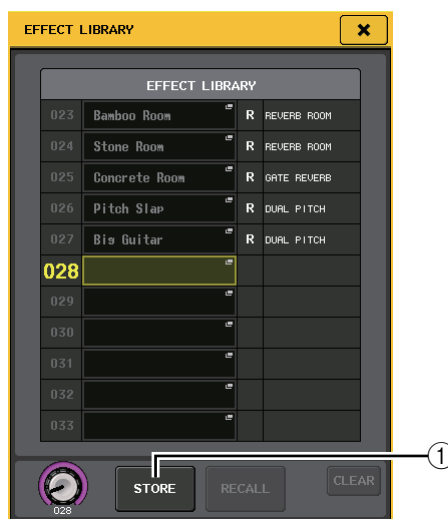 EFFECT LIBRARY
EFFECT LIBRARY
023 Bamboo Room R REVERB ROOM
024 Stone Room R REVERB ROOM
025 Concrete Room R GATE REVERB
026 Pitch Slap R DUAL PITCH
027 Big Guitar R DUAL PITCH
028
029
030
031
032
033
1
STORE RECALL CLEAR
028